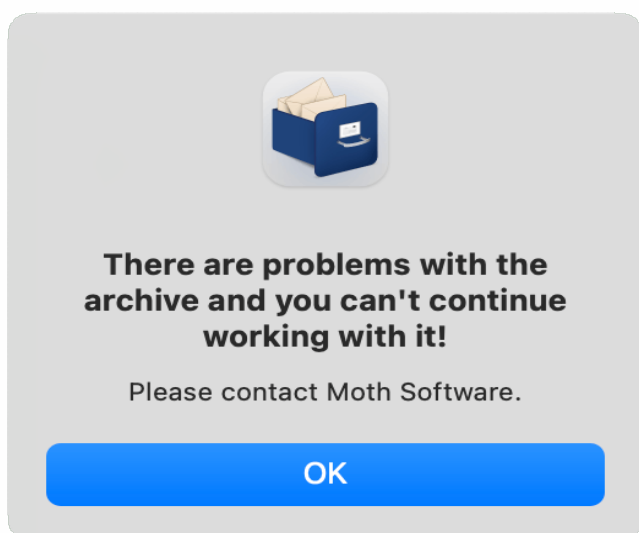 There are problems with the
archive and you can't continue
working with it!
Please contact Moth Software.
OK